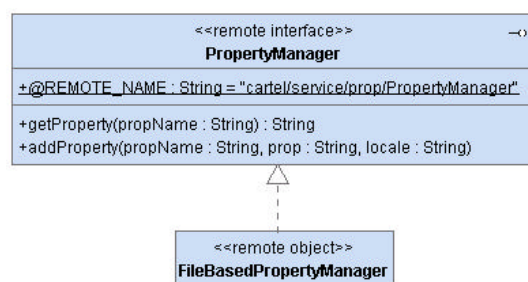 <<remote interface>>
PropertyManager
+@REMOTE_NAME : String = "cartel/service/prop/PropertyManager"
+getProperty(propName : String) : String
+addProperty(propName : String, prop : String, locale : String)
<<remote object>>
FileBasedPropertyManager